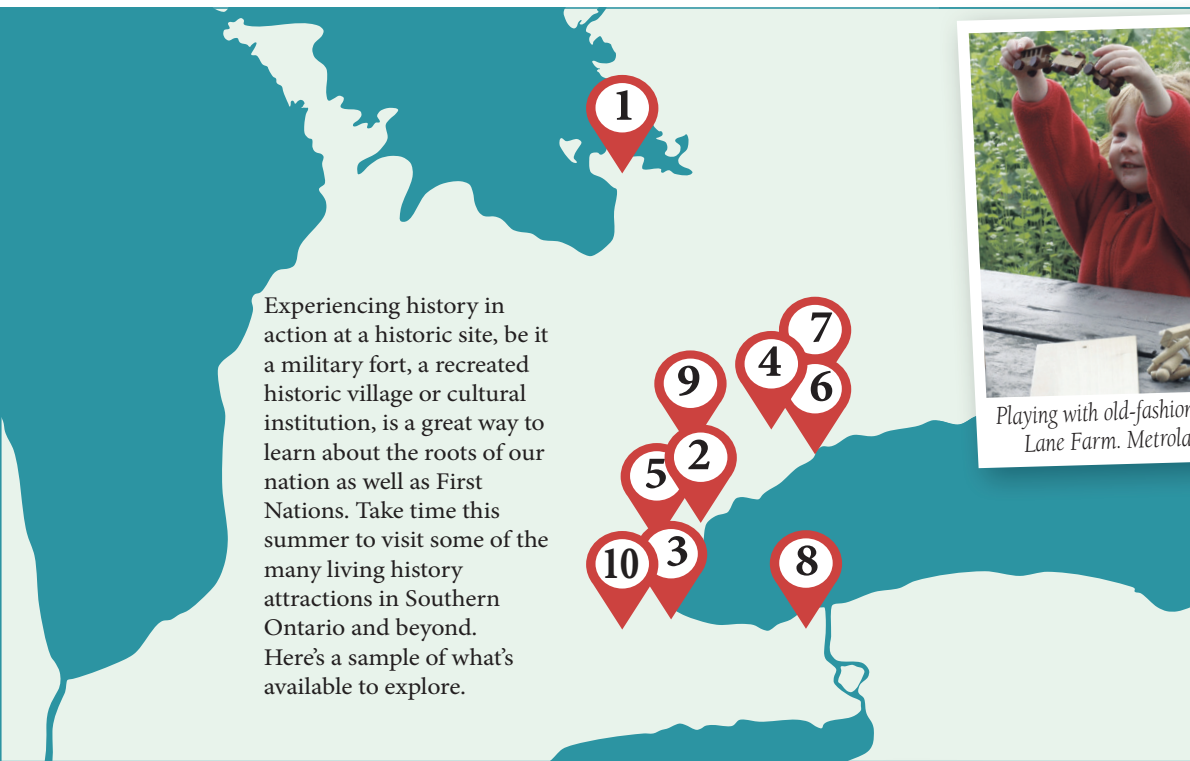 1
7
4
6
9
2
5
3
10
8
Experiencing history in
action at a historic site, be it
a military fort, a recreated
historic village or cultural
institution, is a great way to
learn about the roots of our
nation as well as First
Nations. Take time this
summer to visit some of the
many living history
attractions in Southern
Ontario and beyond.
Here’s a sample of what’s
available to explore.
Playing with old-fashion
Lane Farm. Metrola